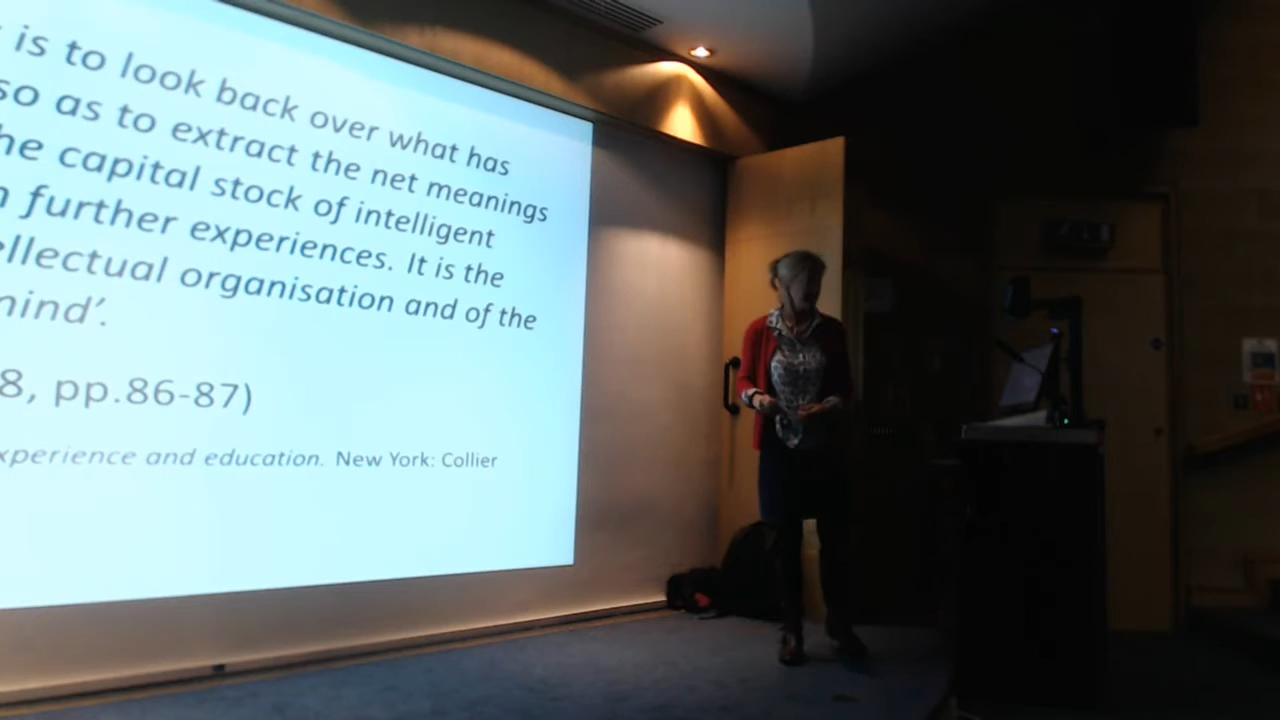 is to look back over what has
so as to extract the net meanings
he capital stock of intelligent
further experiences. It is the
ellectual organisation and of the
mind’.
8, pp.86-87)
xperience and education. New York: Collier